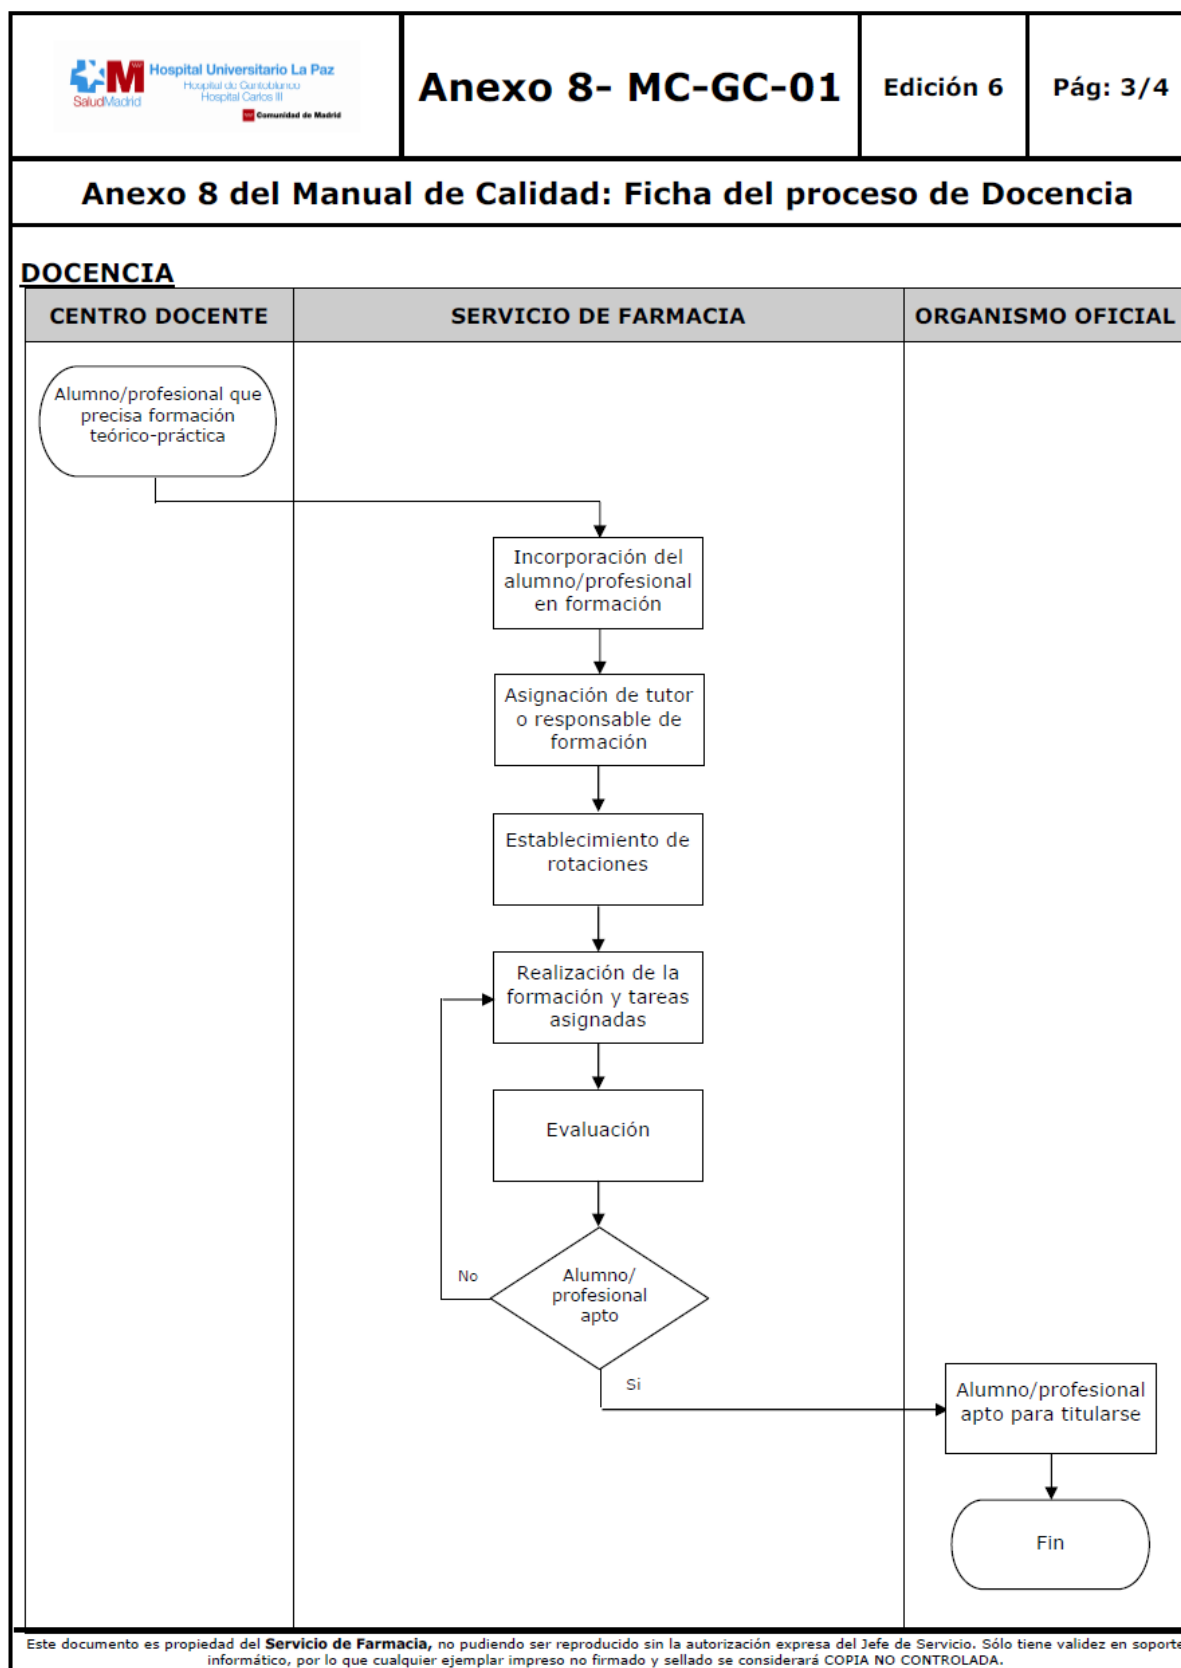 SaludMadrid
Hospital Universitario La Paz
Hospital de Cantoblanco
Hospital Carlos III
Comunidad de Madrid
Anexo 8- MC-GC-01
Edición 6
Pág: 3/4
Anexo 8 del Manual de Calidad: Ficha del proceso de Docencia
DOCENCIA
CENTRO DOCENTE
SERVICIO DE FARMACIA
ORGANISMO OFICIAL
Alumno/profesional que
precisa formación
teórico-práctica
Incorporación del
alumno/profesional
en formación
Asignación de tutor
o responsable de
formación
Establecimiento de
rotaciones
Realización de la
formación y tareas
asignadas
Evaluación
No
Alumno/
profesional
apto
Si
Alumno/profesional
apto para titularse
Fin
Este documento es propiedad del Servicio de Farmacia, no pudiendo ser reproducido sin la autorización expresa del Jefe de Servicio. Sólo tiene validez en soporte
informático, por lo que cualquier ejemplar impreso no firmado y sellado se considerará COPIA NO CONTROLADA.